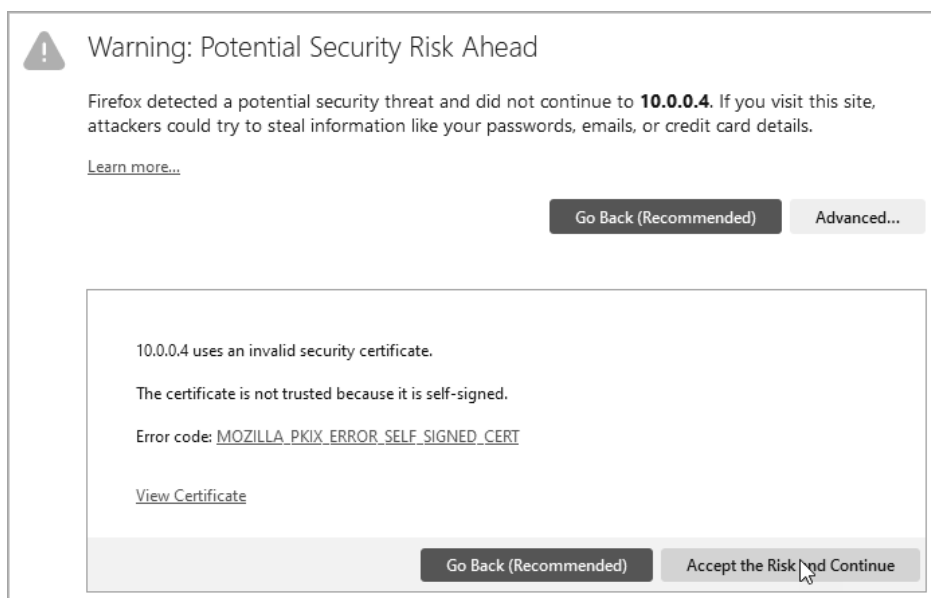 Warning: Potential Security Risk Ahead
Firefox detected a potential security threat and did not continue to 10.0.0.4. If you visit this site,
attackers could try to steal information like your passwords, emails, or credit card details.
Learn more...
Go Back (Recommended)
Advanced...
10.0.0.4 uses an invalid security certificate.
The certificate is not trusted because it is self-signed.
Error code: MOZILLA_PKIX_ERROR_SELF_SIGNED_CERT
View Certificate
Go Back (Recommended)
Accept the Risk and Continue